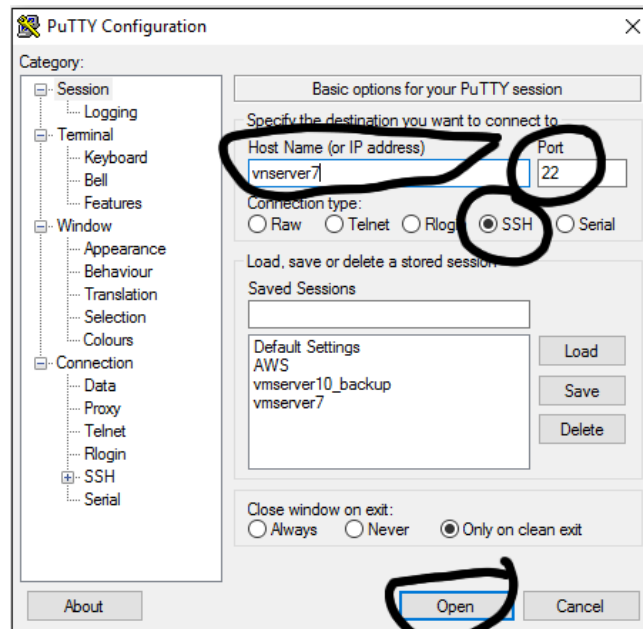 PuTTY Configuration
Category:
Session
Logging
Terminal
Keyboard
Bell
Features
Window
Appearance
Behaviour
Translation
Selection
Colours
Connection
Data
Proxy
Telnet
Rlogin
SSH
Serial
Basic options for your PuTTY session
Specify the destination you want to connect to
Host Name (or IP address) Port
vnserver7 22
Connection type:
Raw Telnet Rlogin SSH Serial
Load, save or delete a stored session
Saved Sessions
Default Settings
AWS
vmserver10_backup
vmserver7
Load
Save
Delete
Close window on exit:
Always Never Only on clean exit
About Open Cancel